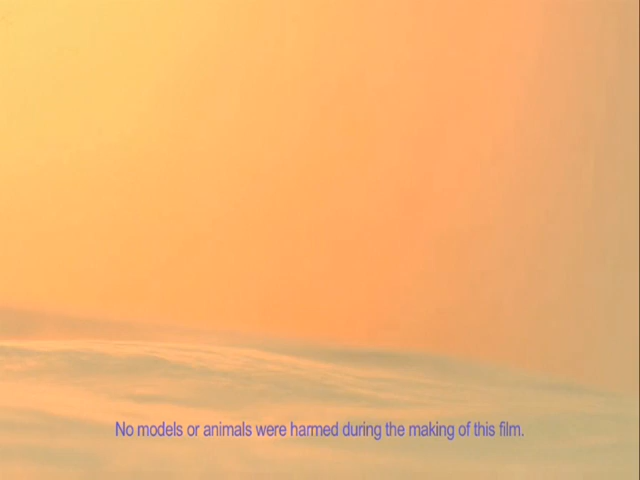 No models or animals were harmed during the making of this film.